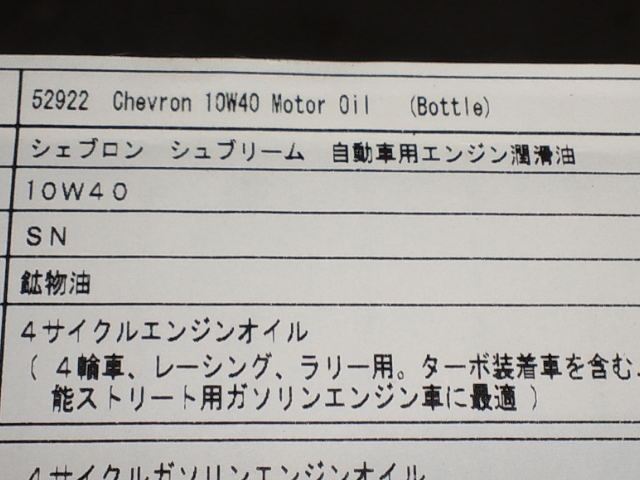 52922 Chevron 10W40 Motor Oil (Bottle)
シェブロン シュブリーム 自動車用エンジン潤滑油
１０Ｗ４０
ＳＮ
鉱物油
４サイクルエンジンオイル
（ ４輪車、レーシング、ラリー用。ターボ装着車を含む、
能ストリート用ガソリンエンジン車に最適 ）
４サイクルガソリンエンジンオイル